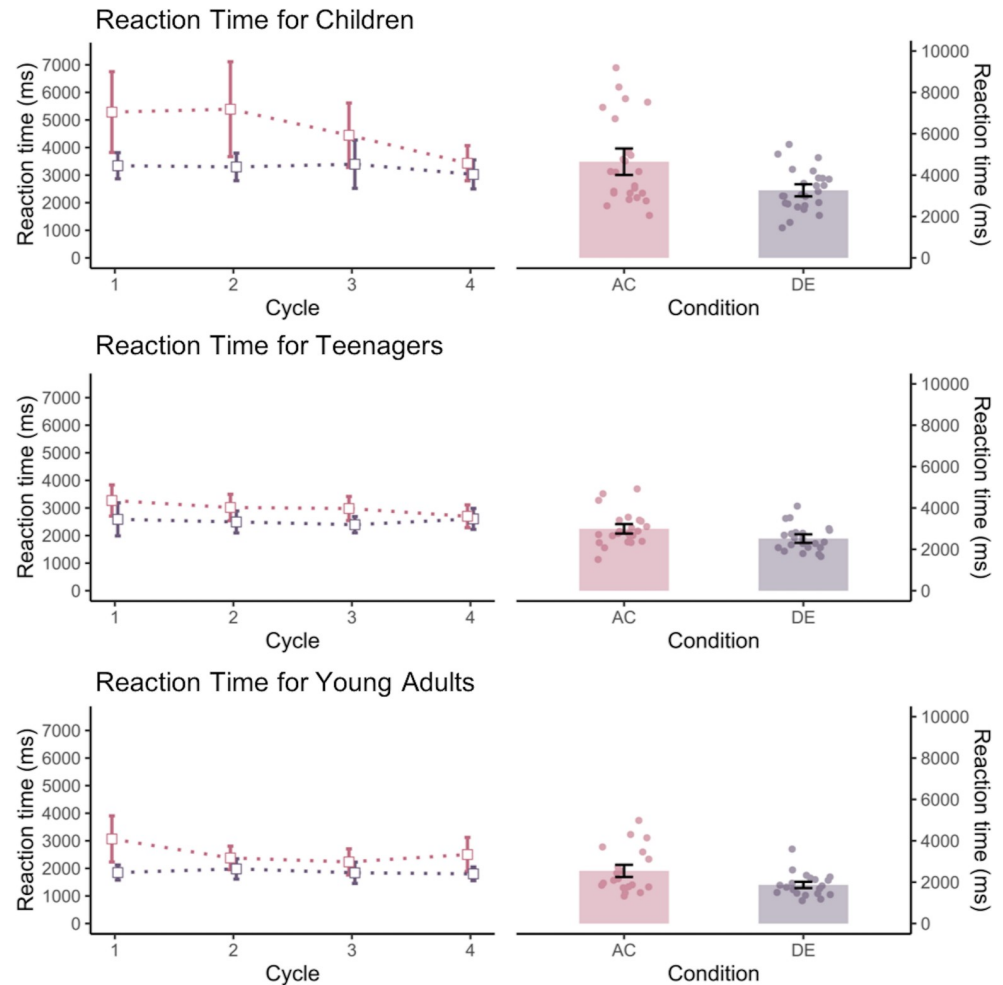 Reaction Time for Children
Reaction time (ms)
7000
6000
5000
4000
3000
2000
1000
0
1 2 3 4
Cycle
AC DE
Condition
10000
8000
6000
4000
2000
0
Reaction time (ms)
Reaction Time for Teenagers
Reaction time (ms)
7000
6000
5000
4000
3000
2000
1000
0
1 2 3 4
Cycle
AC DE
Condition
10000
8000
6000
4000
2000
0
Reaction time (ms)
Reaction Time for Young Adults
Reaction time (ms)
7000
6000
5000
4000
3000
2000
1000
0
1 2 3 4
Cycle
AC DE
Condition
10000
8000
6000
4000
2000
0
Reaction time (ms)